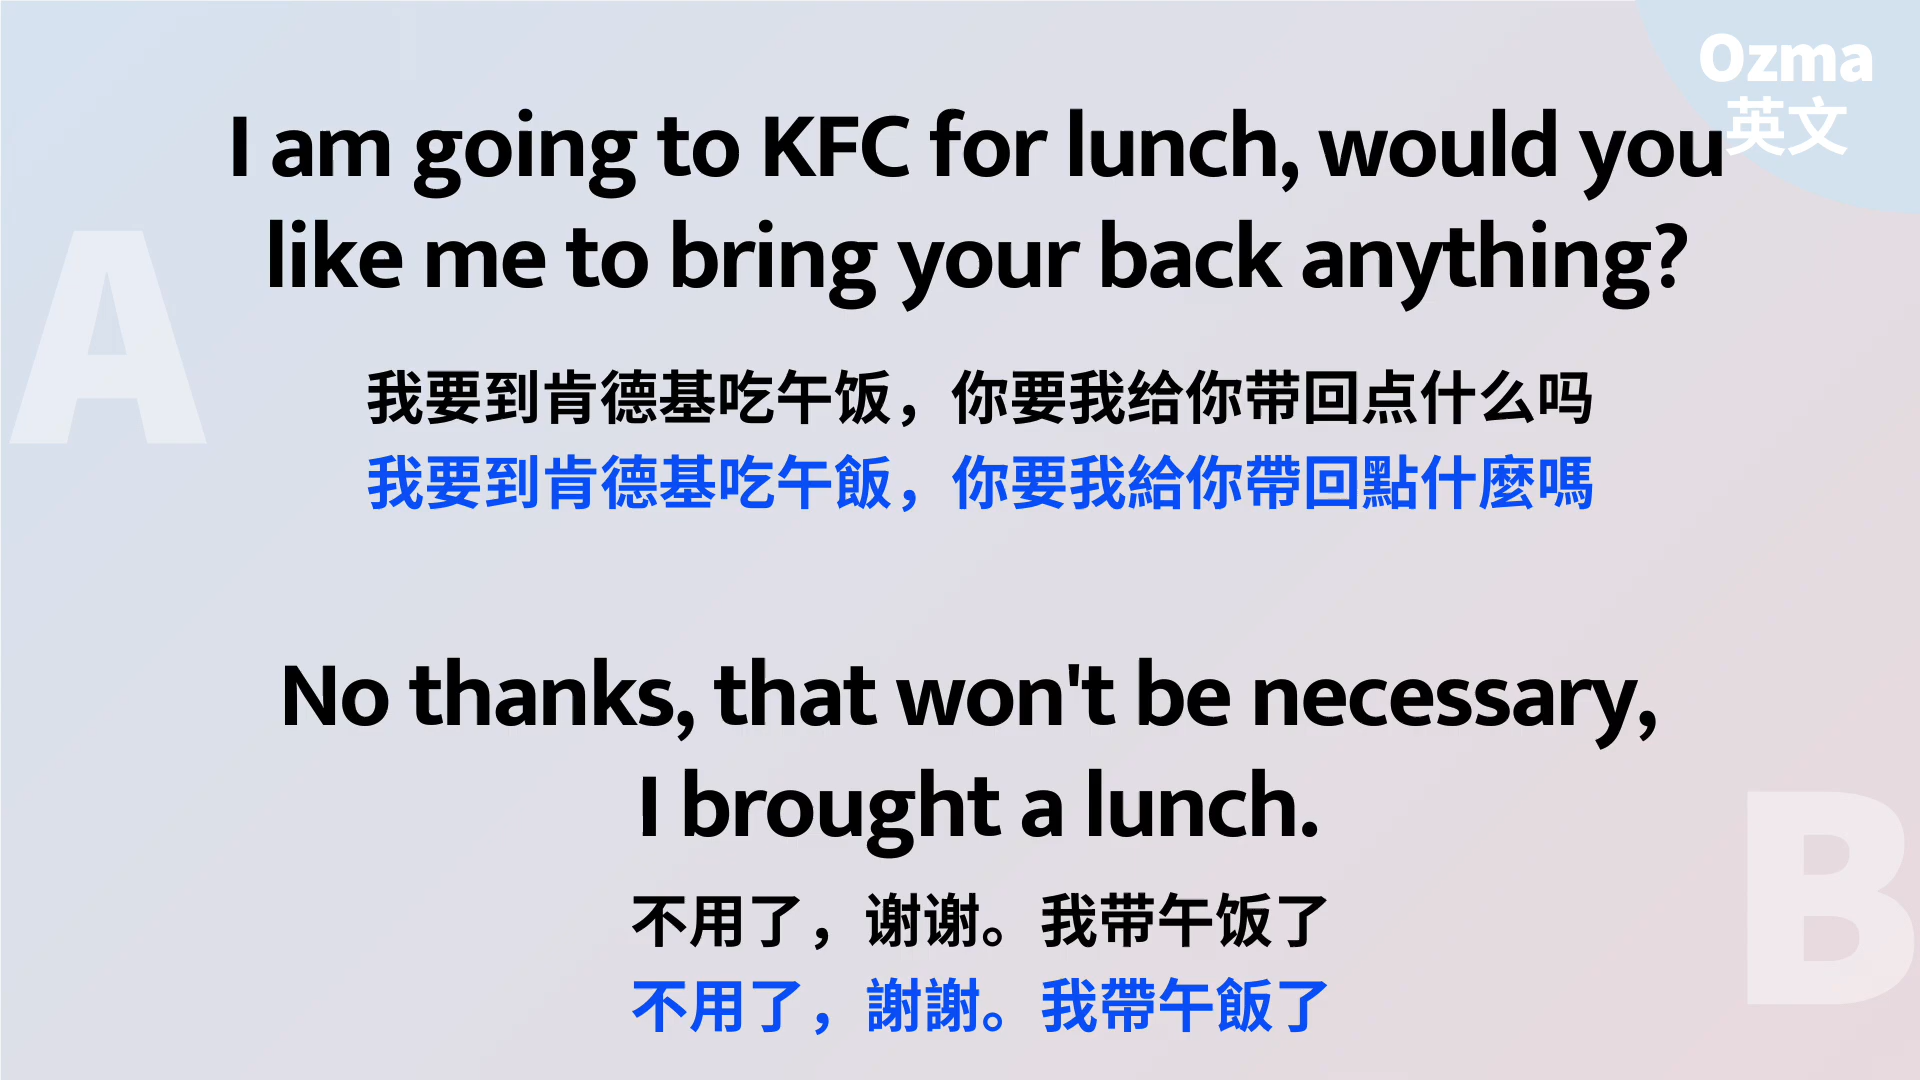 Ozma
英文
I am going to KFC for lunch, would you
like me to bring your back anything?
A
我要到肯德基吃午饭，你要我给你带回点什么吗
我要到肯德基吃午飯，你要我給你帶回點什麼嗎
No thanks, that won't be necessary,
I brought a lunch.
B
不用了，谢谢。我带午饭了
不用了，謝謝。我帶午飯了